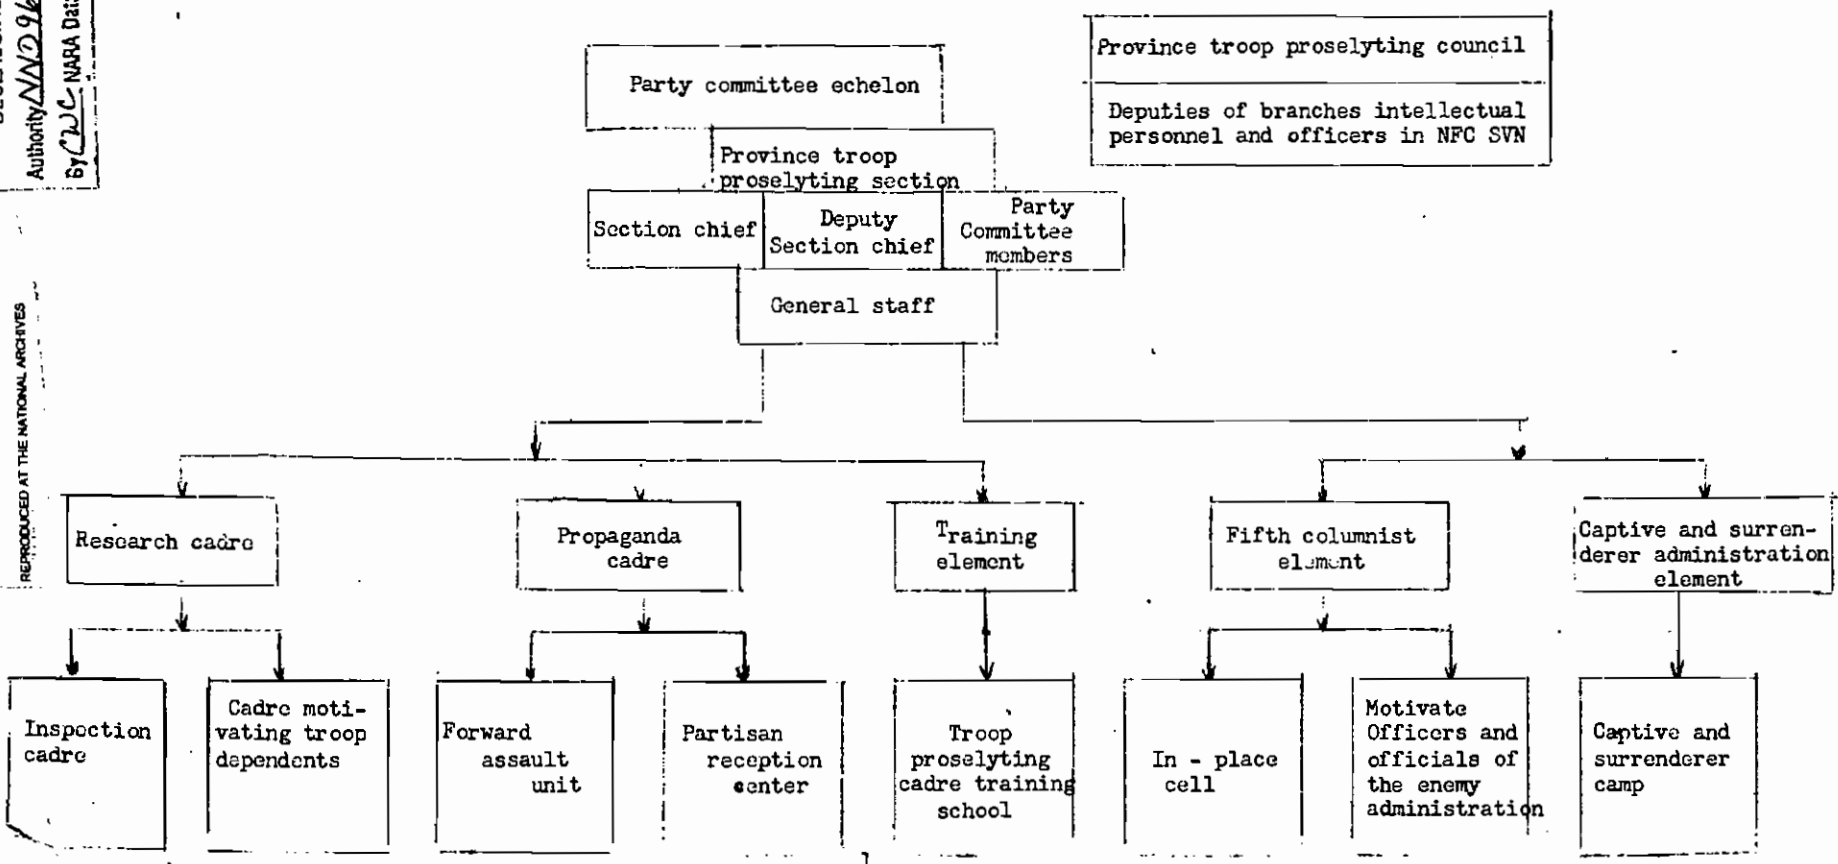 Authority NND96
By CWC NARA Dat
REPRODUCED AT THE NATIONAL ARCHIVES
Party committee echelon
Province troop proselyting council
Deputies of branches intellectual
personnel and officers in NFC SVN
Province troop
proselyting section
Section chief
Deputy
Section chief
Party
Committee
members
General staff
Research cadre
Propaganda
cadre
Training
element
Fifth columnist
element
Captive and surren-
derer administration
element
Inspection
cadre
Cadre moti-
vating troop
dependents
Forward
assault
unit
Partisan
reception
center
Troop
proselyting
cadre training
school
In - place
cell
Motivate
Officers and
officials of
the enemy
administration
Captive and
surrenderer
camp